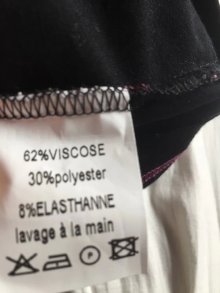 62%VISCOSE
30%polyester
8%ELASTHANNE
lavage à la main